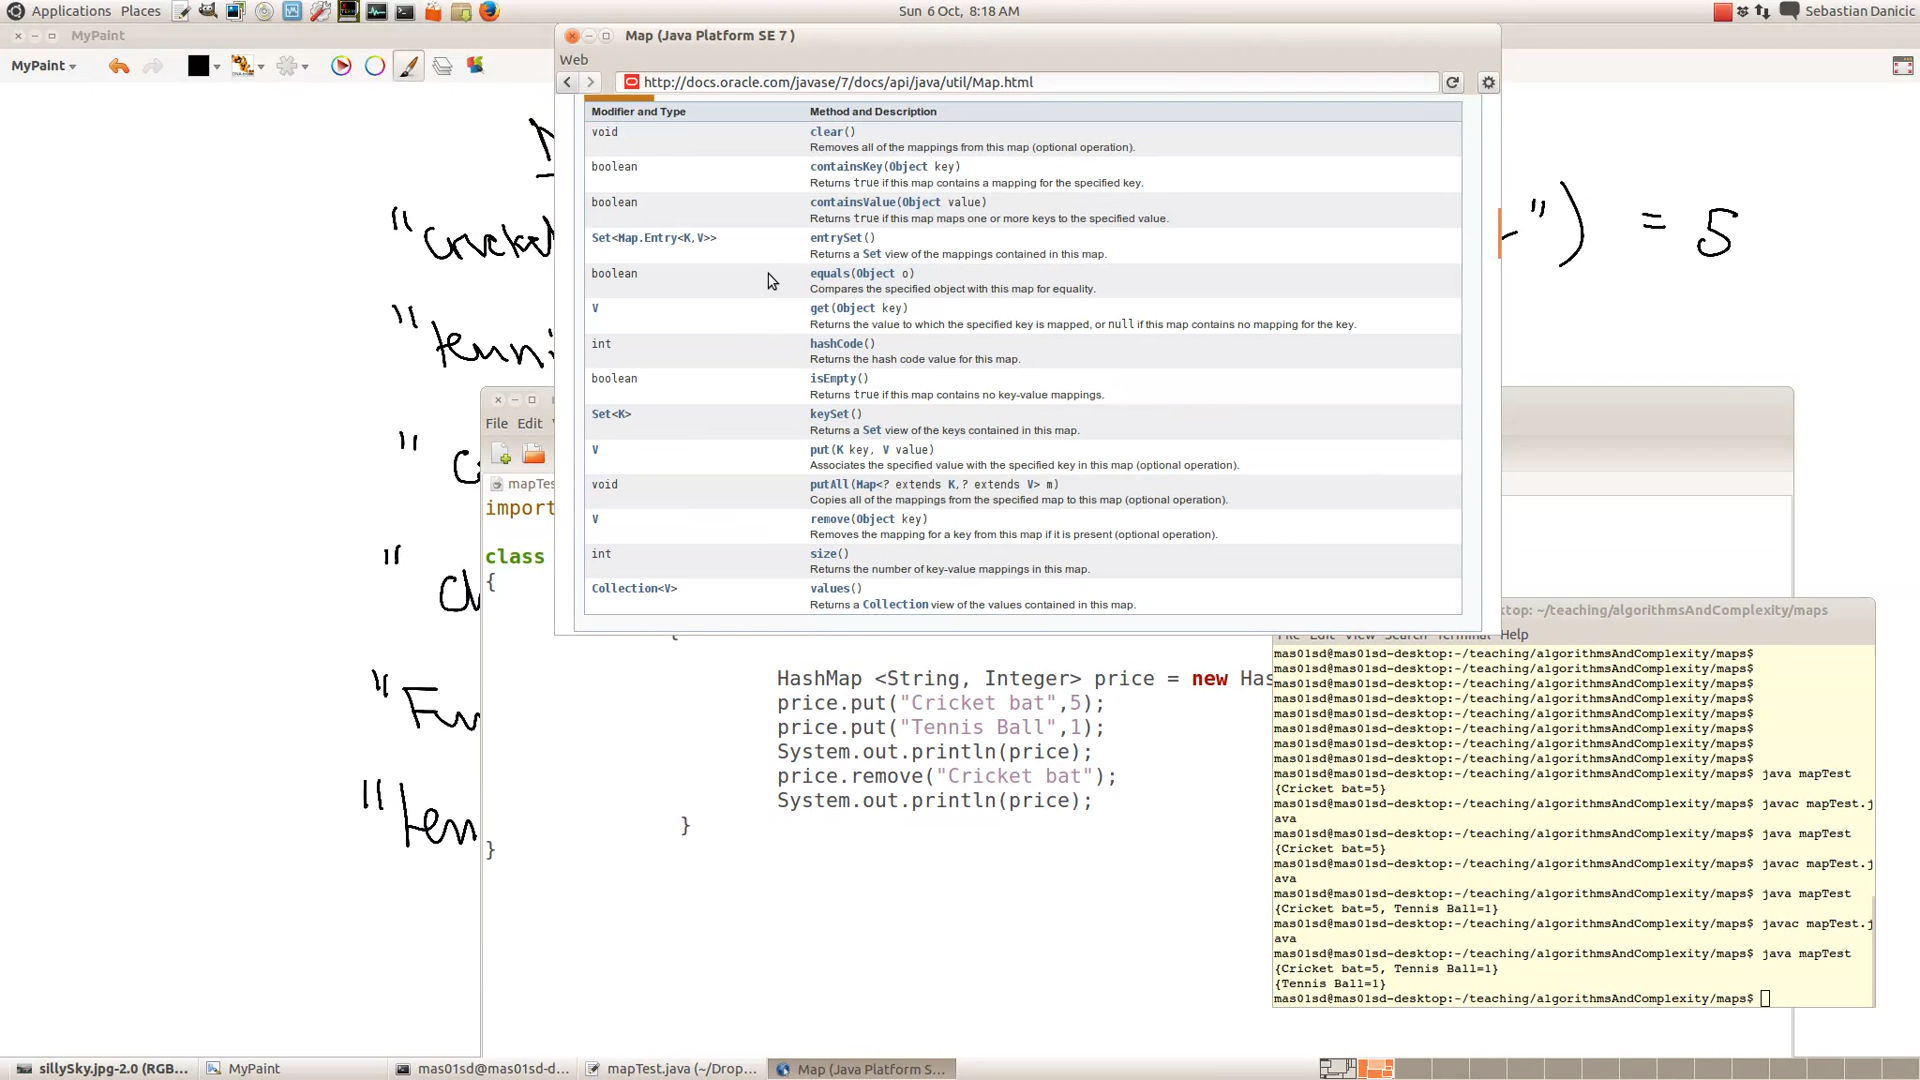 Applications Places
Sun 6 Oct, 8:18 AM
Sebastian Danicic
MyPaint
MyPaint
Map (Java Platform SE 7 )
Web
http://docs.oracle.com/javase/7/docs/api/java/util/Map.html
Modifier and Type Method and Description
void clear()
Removes all of the mappings from this map (optional operation).
boolean containsKey(Object key)
Returns true if this map contains a mapping for the specified key.
boolean containsValue(Object value)
Returns true if this map maps one or more keys to the specified value.
Set<Map.Entry<K,V>> entrySet()
Returns a Set view of the mappings contained in this map.
boolean equals(Object o)
Compares the specified object with this map for equality.
V get(Object key)
Returns the value to which the specified key is mapped, or null if this map contains no mapping for the key.
int hashCode()
Returns the hash code value for this map.
boolean isEmpty()
Returns true if this map contains no key-value mappings.
Set<K> keySet()
Returns a Set view of the keys contained in this map.
V put(K key, V value)
Associates the specified value with the specified key in this map (optional operation).
void putAll(Map<? extends K,? extends V> m)
Copies all of the mappings from the specified map to this map (optional operation).
V remove(Object key)
Removes the mapping for a key from this map if it is present (optional operation).
int size()
Returns the number of key-value mappings in this map.
Collection<V> values()
Returns a Collection view of the values contained in this map.
"cricket
") = 5
"tenni
"
"
"
"ten
File Edit
mapTes
import
class
{
{
HashMap <String, Integer> price = new Has
price.put("Cricket bat",5);
price.put("Tennis Ball",1);
System.out.println(price);
price.remove("Cricket bat");
System.out.println(price);
}
}
ktop: ~/teaching/algorithmsAndComplexity/maps
File Edit View Search Terminal Help
mas01sd@mas01sd-desktop:~/teaching/algorithmsAndComplexity/maps$
mas01sd@mas01sd-desktop:~/teaching/algorithmsAndComplexity/maps$
mas01sd@mas01sd-desktop:~/teaching/algorithmsAndComplexity/maps$
mas01sd@mas01sd-desktop:~/teaching/algorithmsAndComplexity/maps$
mas01sd@mas01sd-desktop:~/teaching/algorithmsAndComplexity/maps$
mas01sd@mas01sd-desktop:~/teaching/algorithmsAndComplexity/maps$
mas01sd@mas01sd-desktop:~/teaching/algorithmsAndComplexity/maps$
mas01sd@mas01sd-desktop:~/teaching/algorithmsAndComplexity/maps$
mas01sd@mas01sd-desktop:~/teaching/algorithmsAndComplexity/maps$ java mapTest
{Cricket bat=5}
mas01sd@mas01sd-desktop:~/teaching/algorithmsAndComplexity/maps$ javac mapTest.j
ava
mas01sd@mas01sd-desktop:~/teaching/algorithmsAndComplexity/maps$ java mapTest
{Cricket bat=5}
mas01sd@mas01sd-desktop:~/teaching/algorithmsAndComplexity/maps$ javac mapTest.j
ava
mas01sd@mas01sd-desktop:~/teaching/algorithmsAndComplexity/maps$ java mapTest
{Cricket bat=5, Tennis Ball=1}
mas01sd@mas01sd-desktop:~/teaching/algorithmsAndComplexity/maps$ javac mapTest.j
ava
mas01sd@mas01sd-desktop:~/teaching/algorithmsAndComplexity/maps$ java mapTest
{Cricket bat=5, Tennis Ball=1}
{Tennis Ball=1}
mas01sd@mas01sd-desktop:~/teaching/algorithmsAndComplexity/maps$
sillySky.jpg-2.0 (RGB... MyPaint mas01sd@mas01sd-d... mapTest.java (~/Drop... Map (Java Platform S...